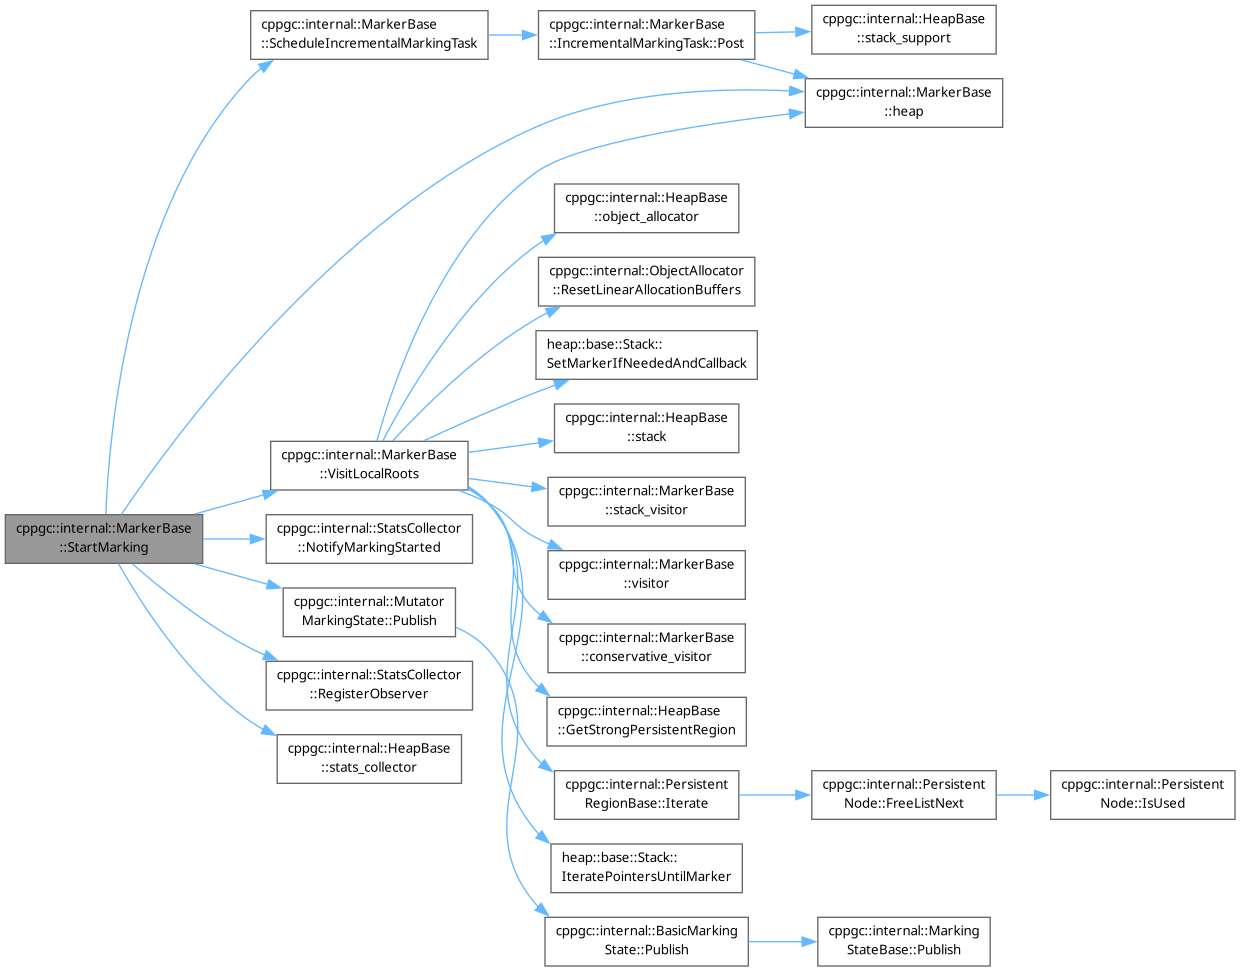 cppgc::internal::MarkerBase
::StartMarking
cppgc::internal::MarkerBase
::ScheduleIncrementalMarkingTask
cppgc::internal::MarkerBase
::IncrementalMarkingTask::Post
cppgc::internal::HeapBase
::stack_support
cppgc::internal::MarkerBase
::heap
cppgc::internal::MarkerBase
::VisitLocalRoots
cppgc::internal::HeapBase
::object_allocator
cppgc::internal::ObjectAllocator
::ResetLinearAllocationBuffers
heap::base::Stack::
SetMarkerIfNeededAndCallback
cppgc::internal::HeapBase
::stack
cppgc::internal::MarkerBase
::stack_visitor
cppgc::internal::MarkerBase
::visitor
cppgc::internal::MarkerBase
::conservative_visitor
cppgc::internal::HeapBase
::GetStrongPersistentRegion
cppgc::internal::Persistent
RegionBase::Iterate
cppgc::internal::Persistent
Node::FreeListNext
cppgc::internal::Persistent
Node::IsUsed
heap::base::Stack::
IteratePointersUntilMarker
cppgc::internal::StatsCollector
::NotifyMarkingStarted
cppgc::internal::Mutator
MarkingState::Publish
cppgc::internal::BasicMarking
State::Publish
cppgc::internal::Marking
StateBase::Publish
cppgc::internal::StatsCollector
::RegisterObserver
cppgc::internal::HeapBase
::stats_collector